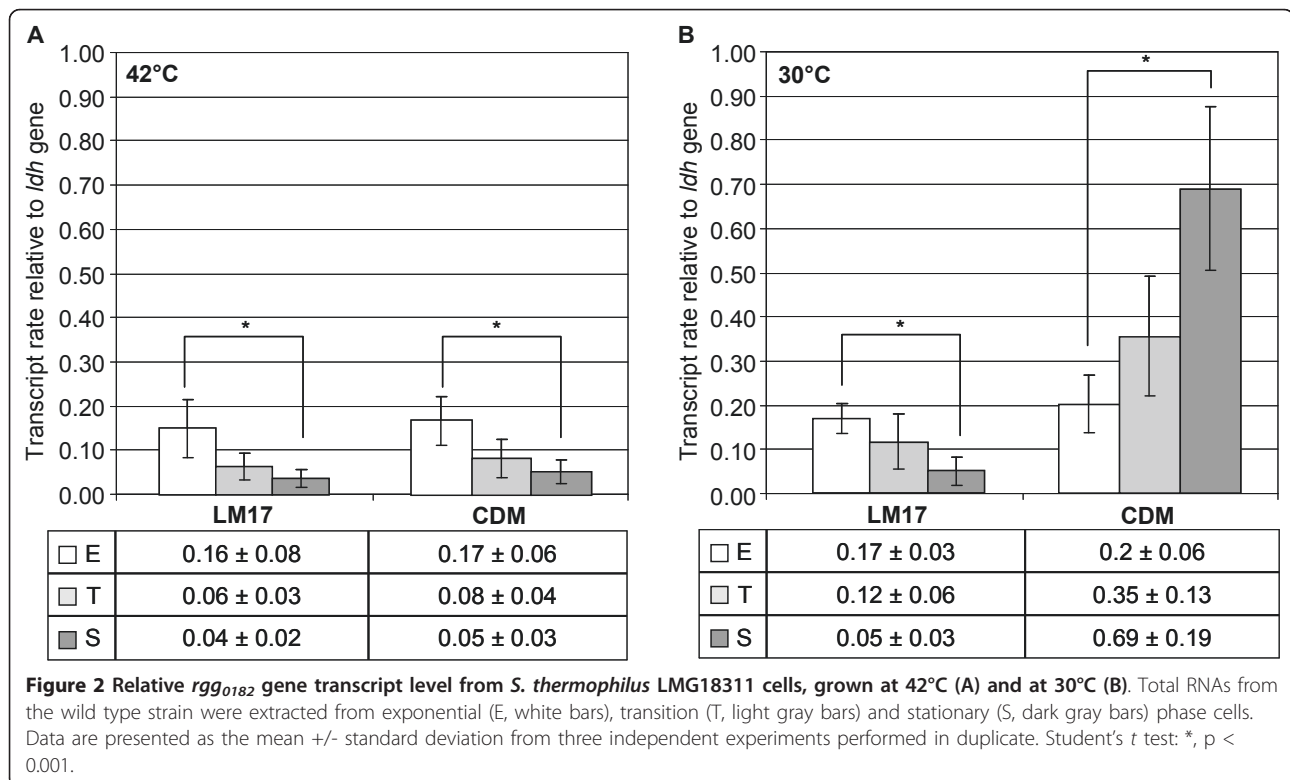 A
1.00
0.90
0.80
0.70
0.60
0.50
0.40
0.30
0.20
0.10
0.00
Transcript rate relative to ldh gene
42°C
*
*
LM17 CDM
E 0.16 ± 0.08 0.17 ± 0.06
T 0.06 ± 0.03 0.08 ± 0.04
S 0.04 ± 0.02 0.05 ± 0.03
B
1.00
0.90
0.80
0.70
0.60
0.50
0.40
0.30
0.20
0.10
0.00
Transcript rate relative to ldh gene
30°C
*
*
LM17 CDM
E 0.17 ± 0.03 0.2 ± 0.06
T 0.12 ± 0.06 0.35 ± 0.13
S 0.05 ± 0.03 0.69 ± 0.19
Figure 2 Relative rgg0182 gene transcript level from S. thermophilus LMG18311 cells, grown at 42°C (A) and at 30°C (B). Total RNAs from
the wild type strain were extracted from exponential (E, white bars), transition (T, light gray bars) and stationary (S, dark gray bars) phase cells.
Data are presented as the mean +/- standard deviation from three independent experiments performed in duplicate. Student's t test: *, p <
0.001.